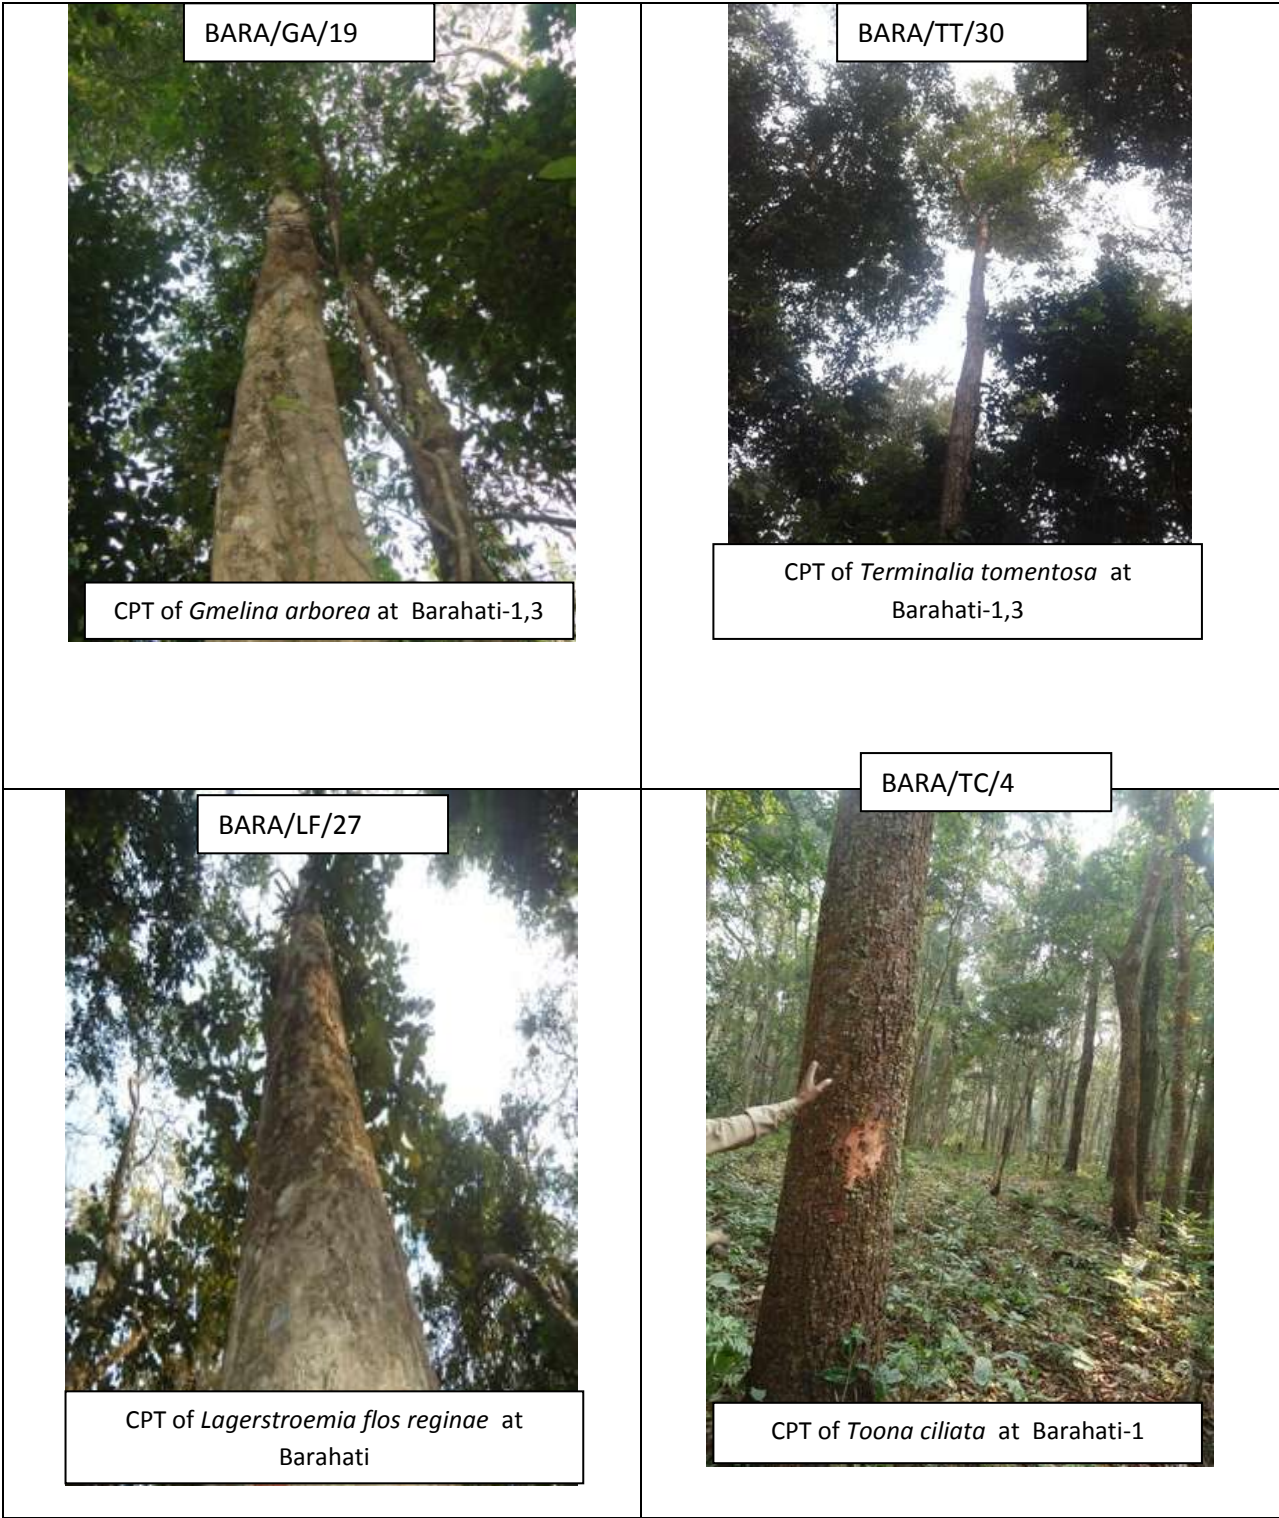 BARA/GA/19
CPT of Gmelina arborea at Barahati-1,3
BARA/TT/30
CPT of Terminalia tomentosa at
Barahati-1,3
BARA/LF/27
CPT of Lagerstroemia flos reginae at
Barahati
BARA/TC/4
CPT of Toona ciliata at Barahati-1